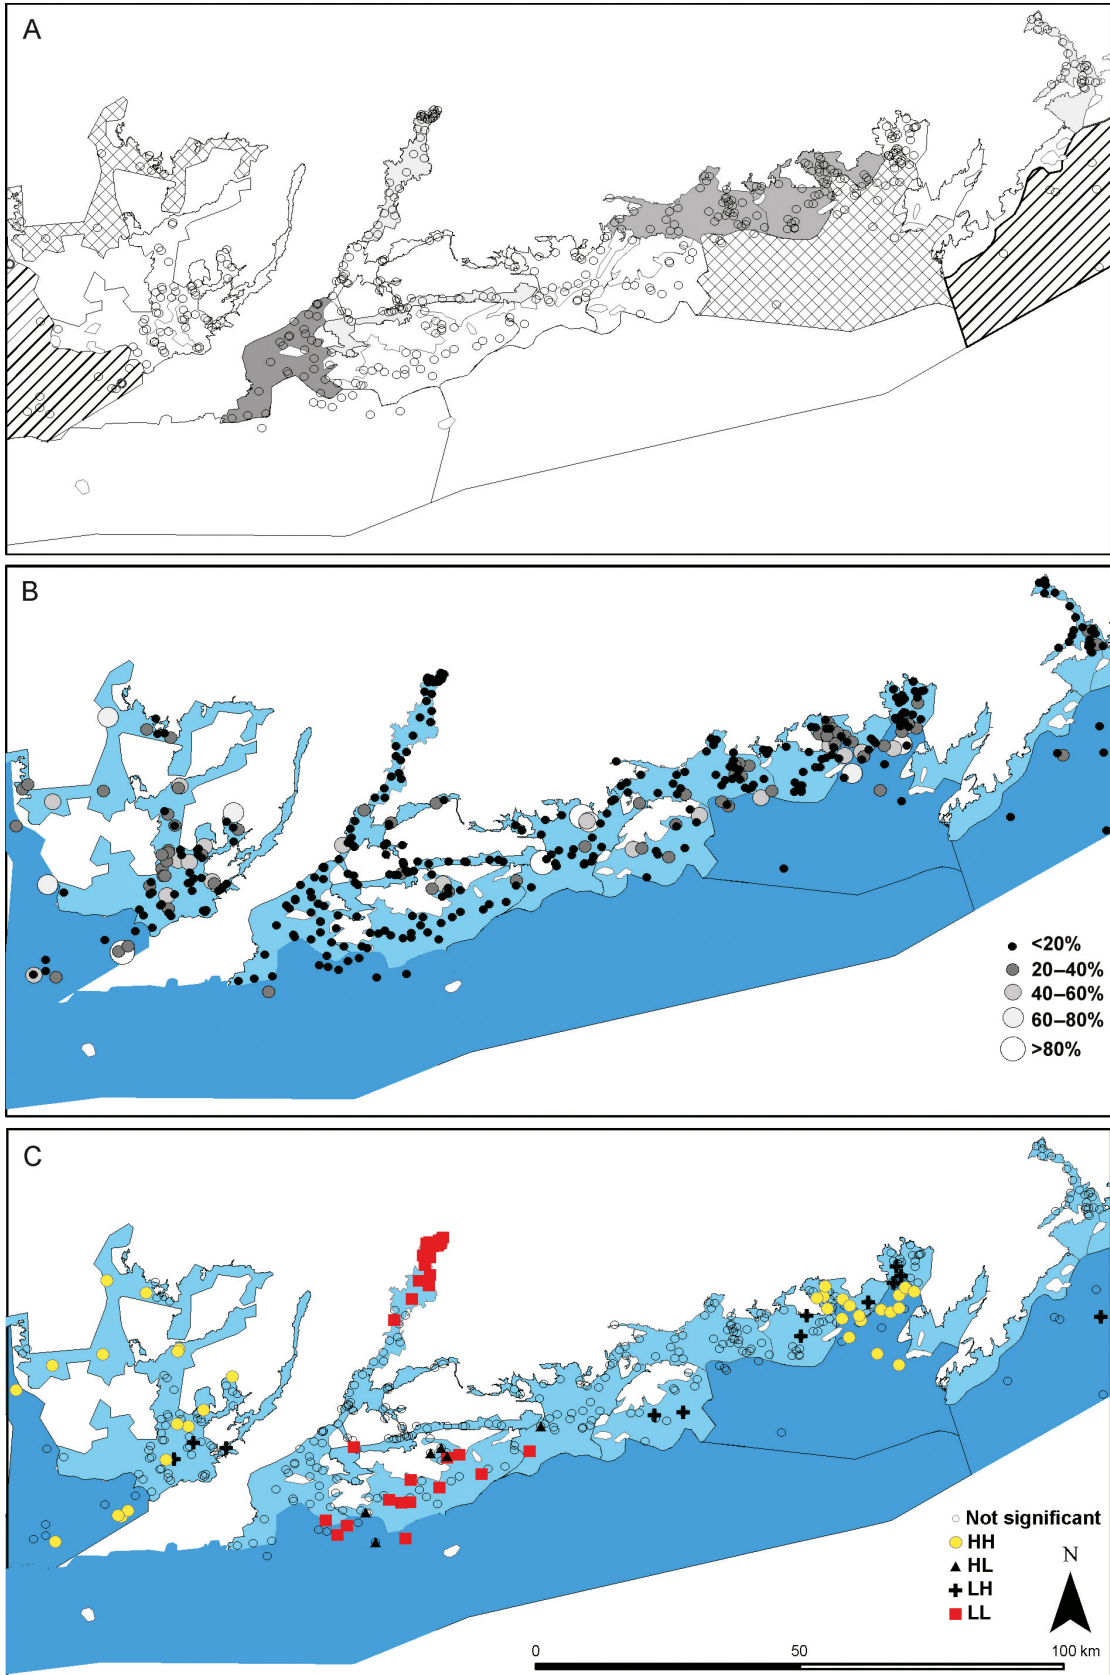 A
B
<20%
20–40%
40–60%
60–80%
>80%
C
Not significant
HH
HL
LH
LL
N
0 50 100 km